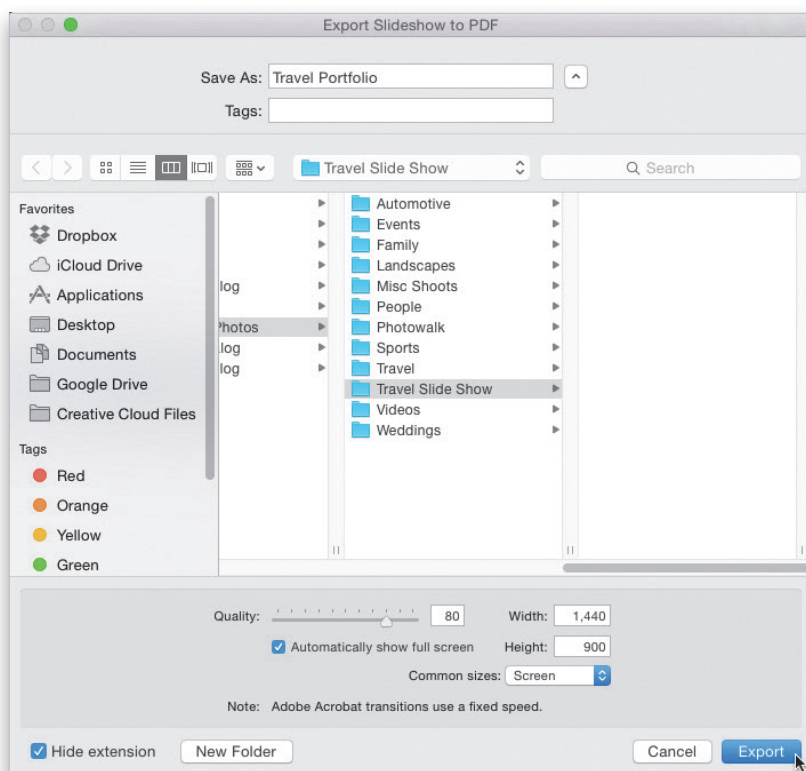 Export Slideshow to PDF
Save As: Travel Portfolio
Tags:
Travel Slide Show
Search
Favorites
Dropbox
iCloud Drive
Applications
Desktop
Documents
Google Drive
Creative Cloud Files
Tags
Red
Orange
Yellow
Green
log
Photos
log
log
Automotive
Events
Family
Landscapes
Misc Shoots
People
Photowalk
Sports
Travel
Travel Slide Show
Videos
Weddings
Quality: 80 Width: 1,440
Automatically show full screen Height: 900
Common sizes: Screen
Note: Adobe Acrobat transitions use a fixed speed.
Hide extension New Folder Cancel Export